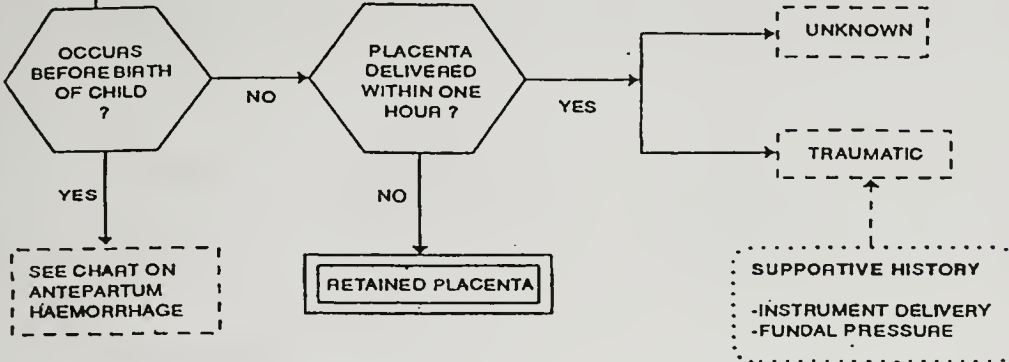 OCCURS
BEFORE BIRTH
OF CHILD
?
NO
YES
SEE CHART ON
ANTEPARTUM
HAEMORRHAGE
PLACENTA
DELIVERED
WITHIN ONE
HOUR ?
YES
NO
RETAINED PLACENTA
UNKNOWN
TRAUMATIC
SUPPORTIVE HISTORY
-INSTRUMENT DELIVERY
-FUNDAL PRESSURE